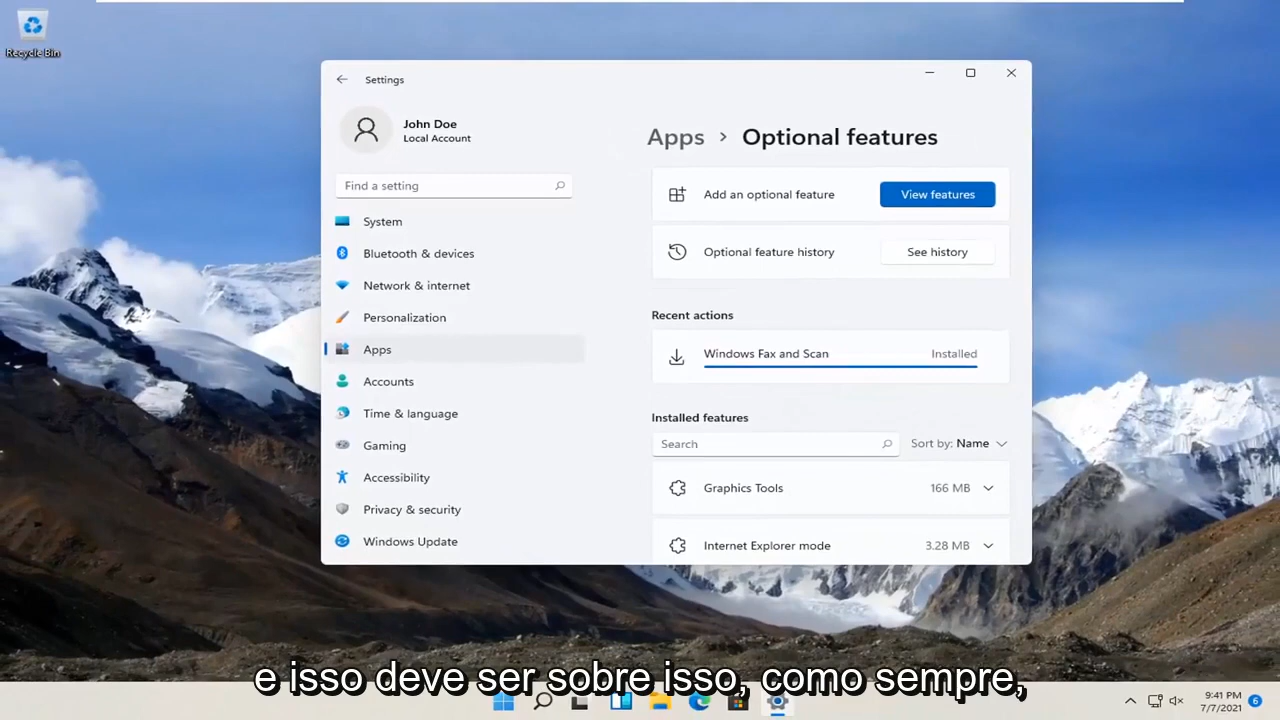 Recycle Bin
Settings
John Doe
Local Account
Find a setting
System
Bluetooth & devices
Network & internet
Personalization
Apps
Accounts
Time & language
Gaming
Accessibility
Privacy & security
Windows Update
Apps > Optional features
Add an optional feature View features
Optional feature history See history
Recent actions
Windows Fax and Scan Installed
Installed features
Search Sort by: Name
Graphics Tools 166 MB
Internet Explorer mode 3.28 MB
e isso deve ser sobre isso, como sempre,
9:41 PM
7/7/2021 6